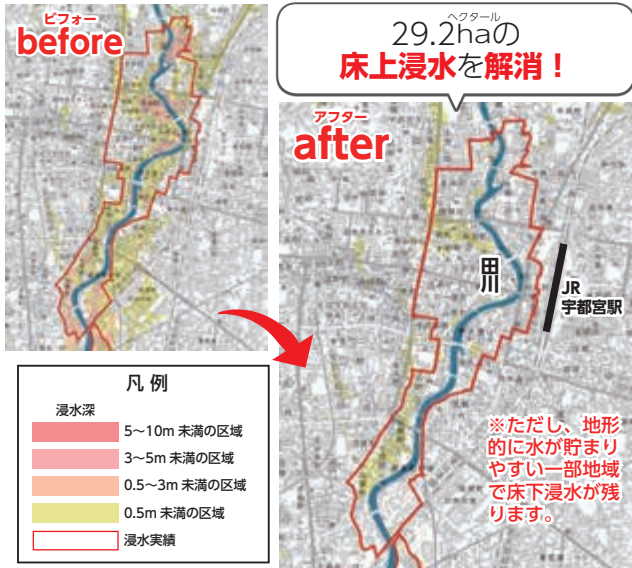 ビフォー
before
ヘクタール
29.2haの
床上浸水を解消！
アフター
after
田川
JR
宇都宮駅
凡例
浸水深
5～10m 未満の区域
3～5m 未満の区域
0.5～3m 未満の区域
0.5m 未満の区域
浸水実績
※ただし、地形
的に水が貯まり
やすい一部地域
で床下浸水が残
ります。